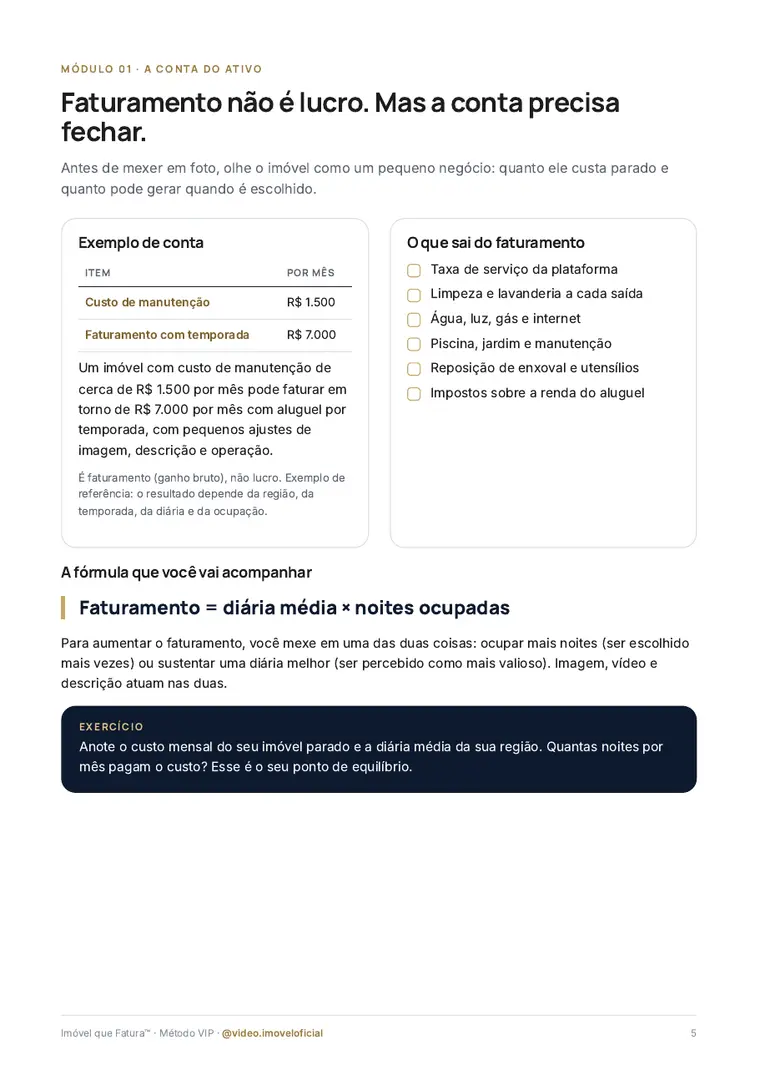 MÓDULO 01 · A CONTA DO ATIVO
Faturamento não é lucro. Mas a conta precisa
fechar.
Antes de mexer em foto, olhe o imóvel como um pequeno negócio: quanto ele custa parado e
quanto pode gerar quando é escolhido.
Exemplo de conta
ITEM POR MÊS
Custo de manutenção R$ 1.500
Faturamento com temporada R$ 7.000
Um imóvel com custo de manutenção de
cerca de R$ 1.500 por mês pode faturar em
torno de R$ 7.000 por mês com aluguel por
temporada, com pequenos ajustes de
imagem, descrição e operação.
É faturamento (ganho bruto), não lucro. Exemplo de
referência: o resultado depende da região, da
temporada, da diária e da ocupação.
O que sai do faturamento
Taxa de serviço da plataforma
Limpeza e lavanderia a cada saída
Água, luz, gás e internet
Piscina, jardim e manutenção
Reposição de enxoval e utensílios
Impostos sobre a renda do aluguel
A fórmula que você vai acompanhar
Faturamento = diária média × noites ocupadas
Para aumentar o faturamento, você mexe em uma das duas coisas: ocupar mais noites (ser escolhido
mais vezes) ou sustentar uma diária melhor (ser percebido como mais valioso). Imagem, vídeo e
descrição atuam nas duas.
EXERCÍCIO
Anote o custo mensal do seu imóvel parado e a diária média da sua região. Quantas noites por
mês pagam o custo? Esse é o seu ponto de equilíbrio.
Imóvel que Fatura™ · Método VIP · @video.imoveloficial 5